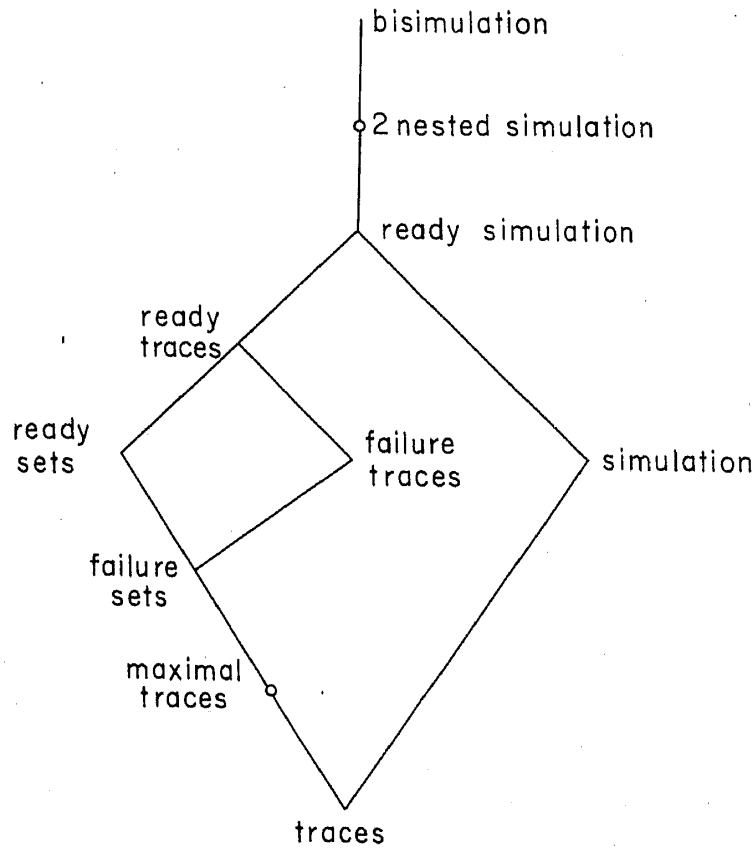 bisimulation
2 nested simulation
ready simulation
ready
traces
ready
sets
failure
traces
simulation
failure
sets
maximal
traces
traces